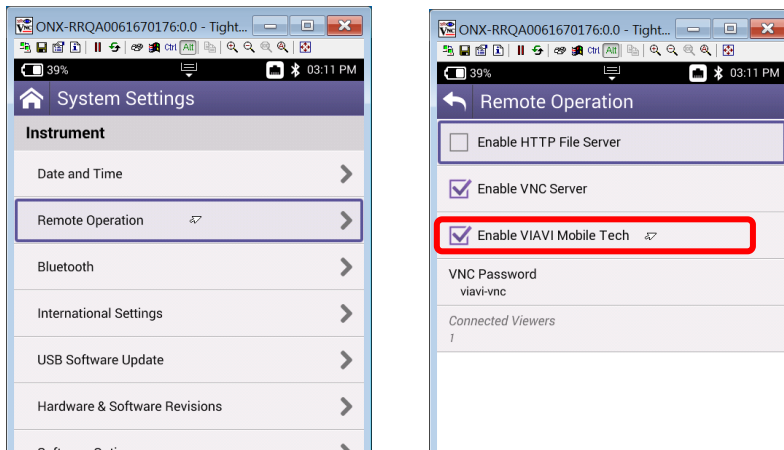 ONX-RRQA0061670176:0.0 - Tight...
Ctrl Alt
39%
03:11 PM
System Settings
Instrument
Date and Time
Remote Operation
Bluetooth
International Settings
USB Software Update
Hardware & Software Revisions
ONX-RRQA0061670176:0.0 - Tight...
Ctrl Alt
39%
03:11 PM
Remote Operation
Enable HTTP File Server
Enable VNC Server
Enable VIAVI Mobile Tech
VNC Password
viavi-vnc
Connected Viewers
1